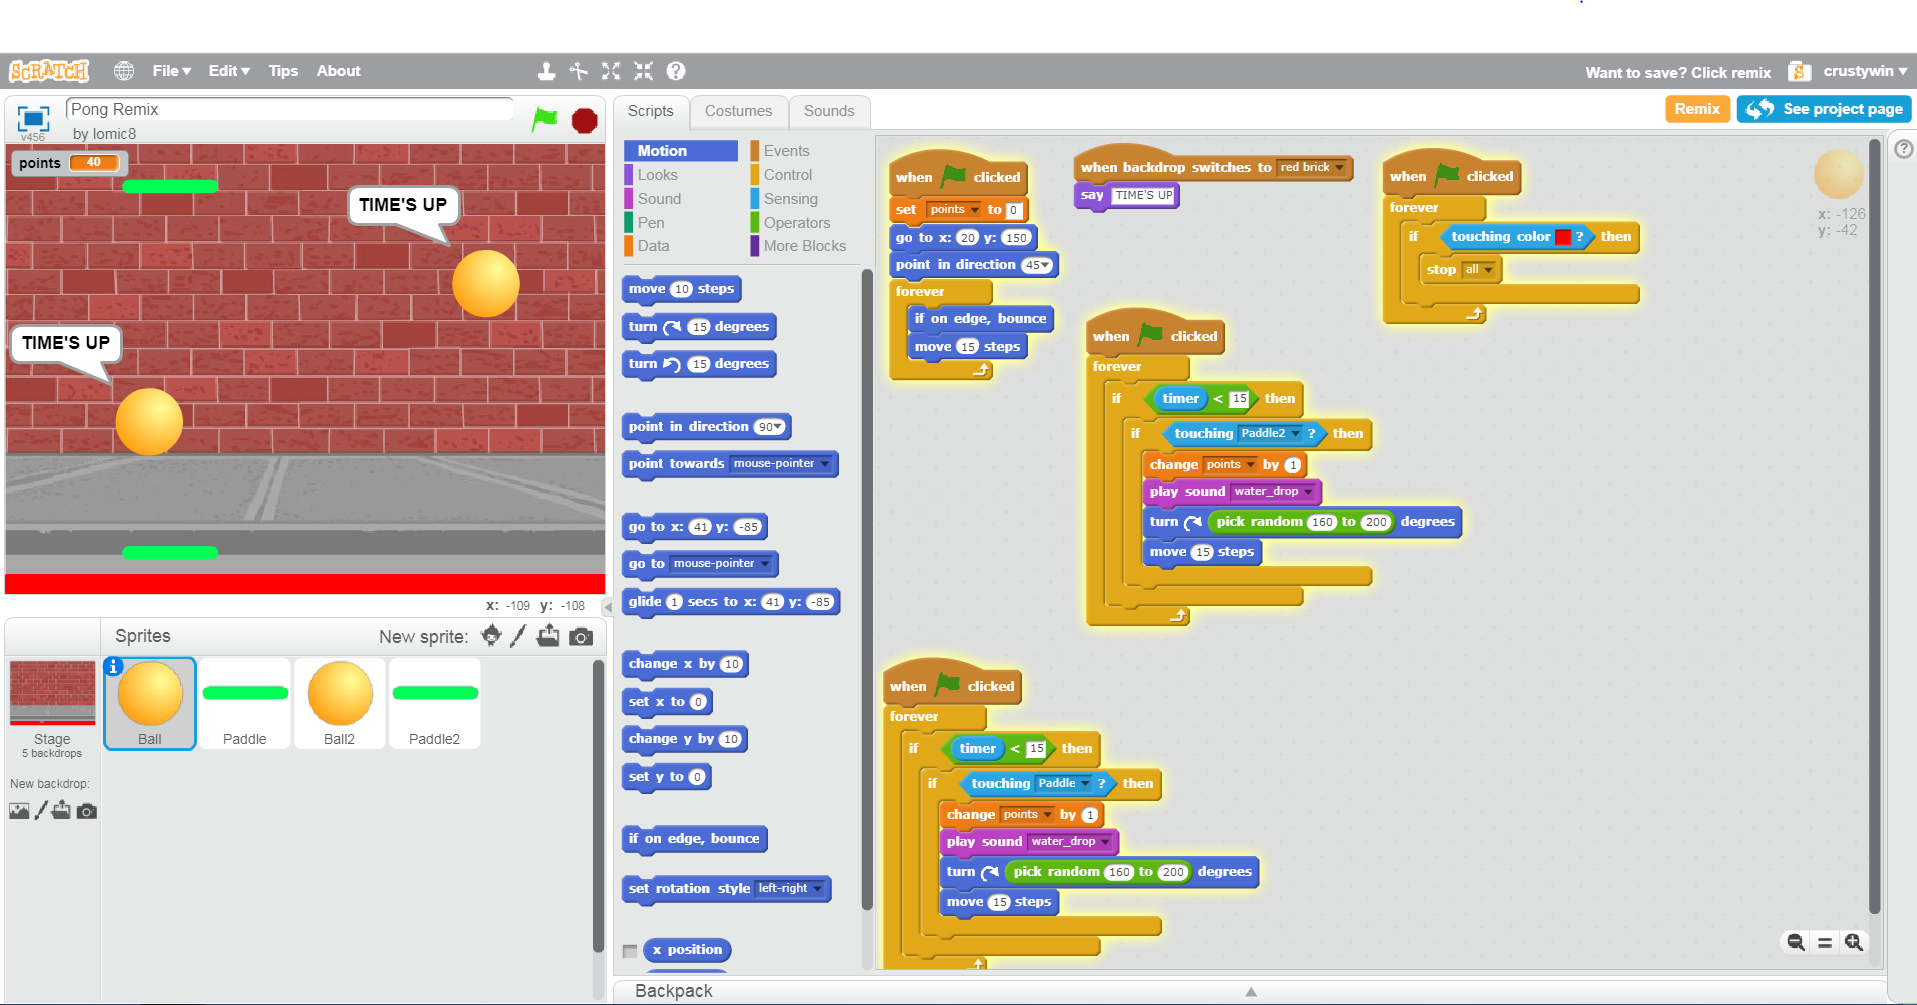 SCRATCH File Edit Tips About Want to save? Click remix crustywin
Pong Remix
by lomic8
v456
points 40
TIME'S UP
TIME'S UP
x: -109 y: -108
Sprites New sprite:
Stage
5 backdrops
New backdrop:
Ball
Paddle
Ball2
Paddle2
Scripts Costumes Sounds
Remix See project page
Motion Events
Looks Control
Sound Sensing
Pen Operators
Data More Blocks
move 10 steps
turn 15 degrees
turn 15 degrees
point in direction 90
point towards mouse-pointer
go to x: 41 y: -85
go to mouse-pointer
glide 1 secs to x: 41 y: -85
change x by 10
set x to 0
change y by 10
set y to 0
if on edge, bounce
set rotation style left-right
x position
when clicked
set points to 0
go to x: 20 y: 150
point in direction 45
forever
if on edge, bounce
move 15 steps
when backdrop switches to red brick
say TIME'S UP
when clicked
forever
if touching color ? then
stop all
x: -126
y: -42
when clicked
forever
if timer < 15 then
if touching Paddle2 ? then
change points by 1
play sound water_drop
turn pick random 160 to 200 degrees
move 15 steps
when clicked
forever
if timer < 15 then
if touching Paddle ? then
change points by 1
play sound water_drop
turn pick random 160 to 200 degrees
move 15 steps
Backpack